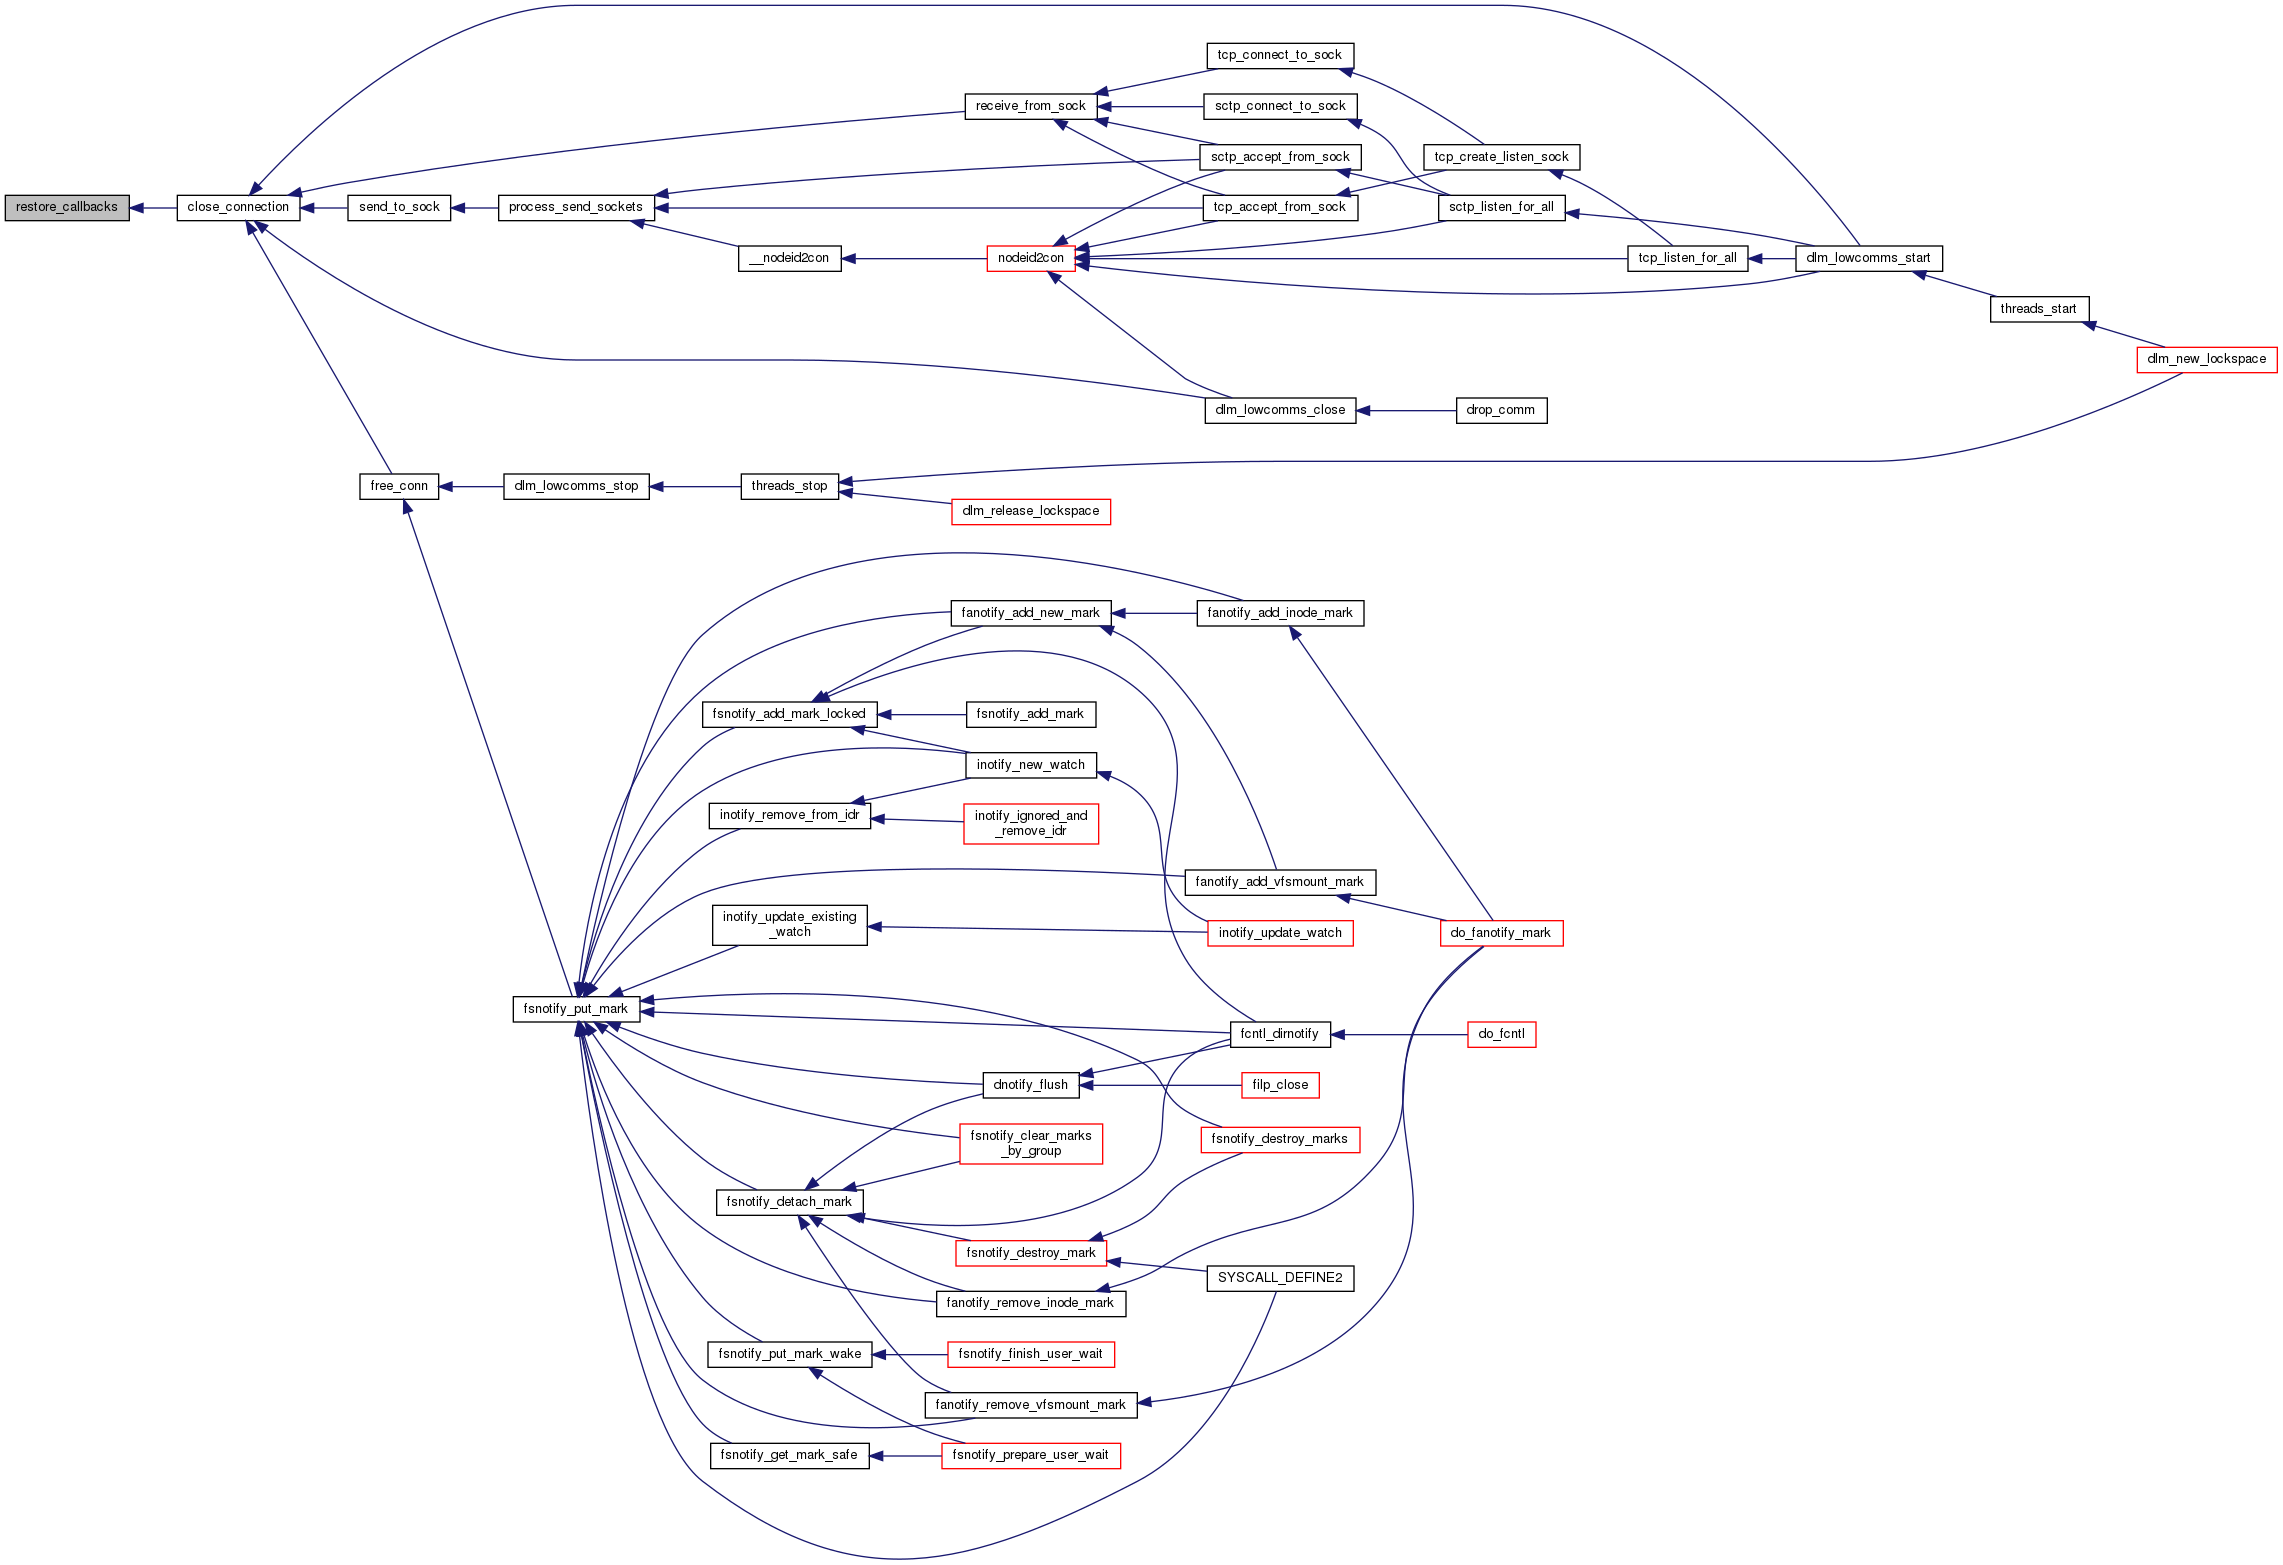 tcp_connect_to_sock
receive_from_sock
sctp_connect_to_sock
sctp_accept_from_sock
tcp_create_listen_sock
restore_callbacks
close_connection
send_to_sock
process_send_sockets
tcp_accept_from_sock
sctp_listen_for_all
__nodeid2con
nodeid2con
tcp_listen_for_all
dlm_lowcomms_start
threads_start
dlm_new_lockspace
dlm_lowcomms_close
drop_comm
free_conn
dlm_lowcomms_stop
threads_stop
dlm_release_lockspace
fanotify_add_new_mark
fanotify_add_inode_mark
fsnotify_add_mark_locked
fsnotify_add_mark
inotify_new_watch
inotify_remove_from_idr
inotify_ignored_and
_remove_idr
fanotify_add_vfsmount_mark
inotify_update_existing
_watch
inotify_update_watch
do_fanotify_mark
fsnotify_put_mark
fcntl_dirnotify
do_fcntl
dnotify_flush
filp_close
fsnotify_clear_marks
_by_group
fsnotify_destroy_marks
fsnotify_detach_mark
fsnotify_destroy_mark
SYSCALL_DEFINE2
fanotify_remove_inode_mark
fsnotify_put_mark_wake
fsnotify_finish_user_wait
fanotify_remove_vfsmount_mark
fsnotify_get_mark_safe
fsnotify_prepare_user_wait